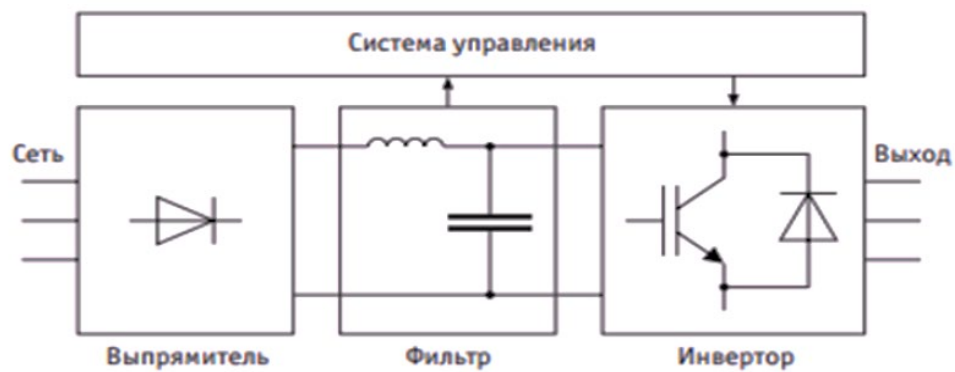 Система управления
Сеть
Выход
Выпрямитель
Фильтр
Инвертор